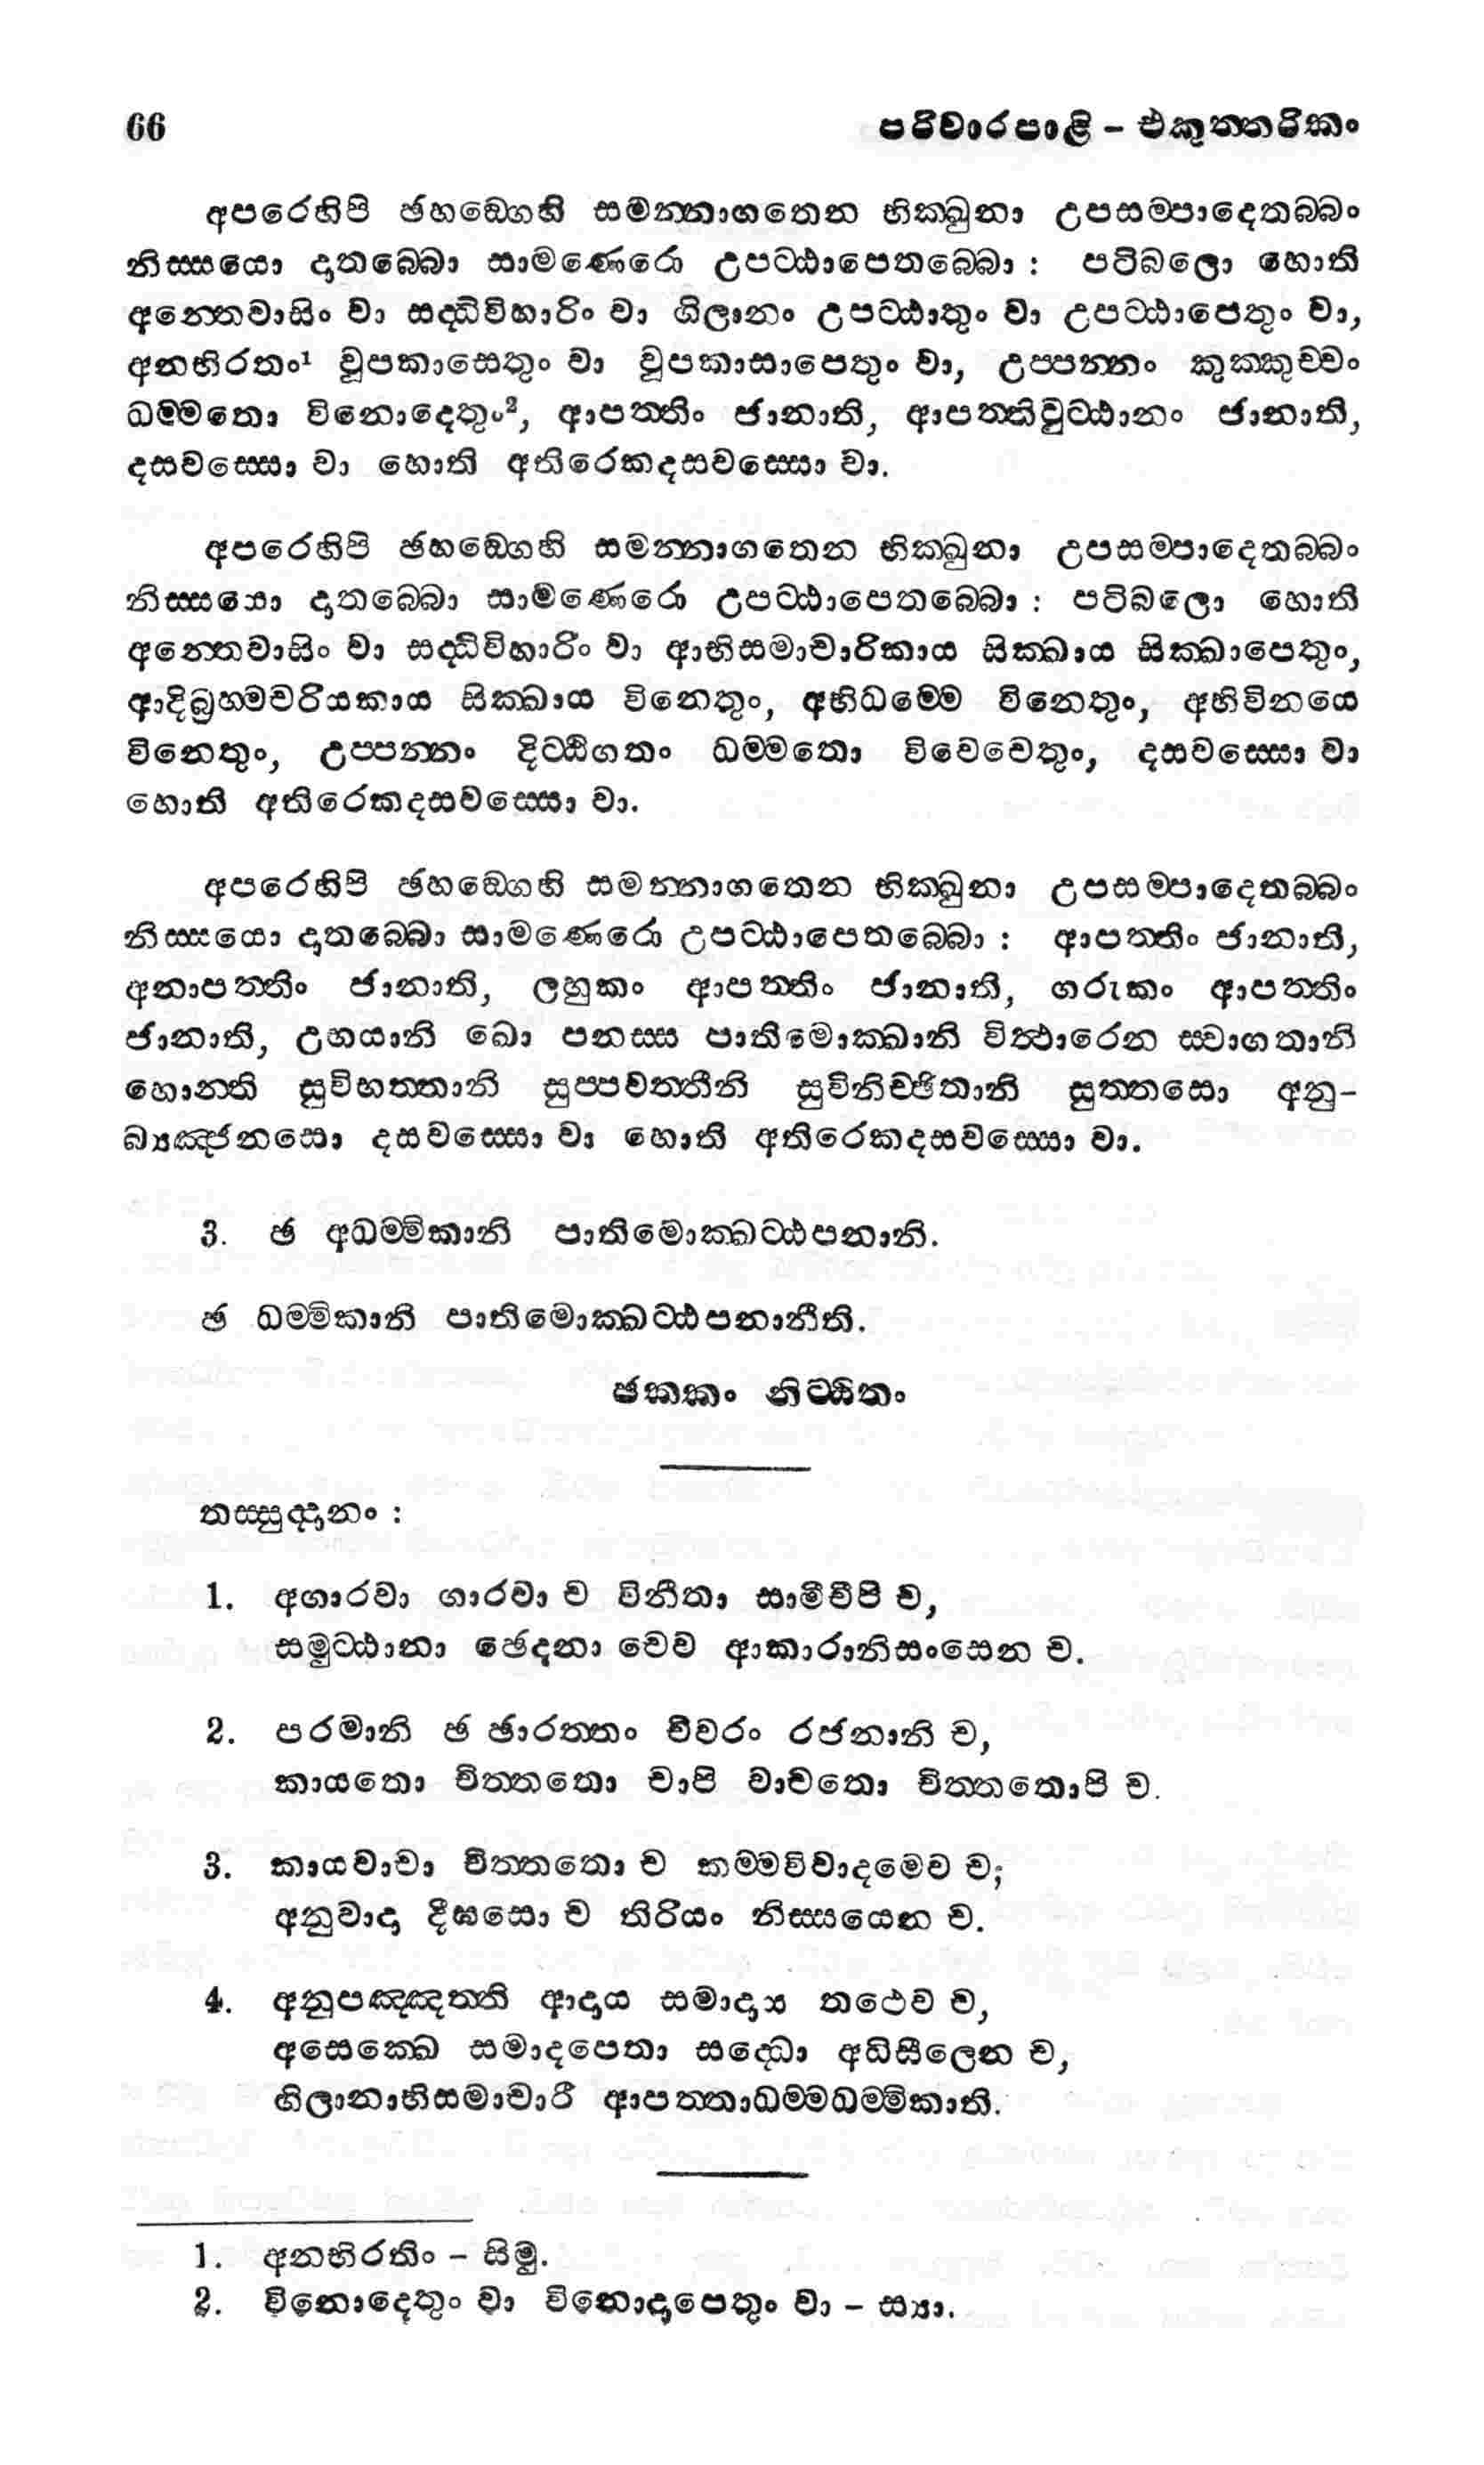 66 පරිවාරපාළි - එකුත්තරිකං
අපරෙහිපි ඡහඞ්ගෙහි සමන්නාගතෙන භික්ඛුනා උපසම්පාදෙතබ්බං
නිස්සයො දාතබ්බො සාමණෙරො උපට්ඨාපෙතබ්බො : පටිබලො හොති
අන්තෙවාසිං වා සද්ධිවිහාරිං වා ගිලානං උපට්ඨාතුං වා උපට්ඨාපෙතුං වා,
අනභිරතං¹ වූපකාසෙතුං වා වූපකාසාපෙතුං වා, උප්පන්නං කුක්කුච්චං
ධම්මතො විනොදෙතුං², ආපත්තිං ජානාති, ආපත්තිවුට්ඨානං ජානාති,
දසවස්සො වා හොති අතිරෙකදසවස්සො වා.
අපරෙහිපි ඡහඞ්ගෙහි සමන්නාගතෙන භික්ඛුනා උපසම්පාදෙතබ්බං
නිස්සයො දාතබ්බො සාමණෙරො උපට්ඨාපෙතබ්බො : පටිබලො හොති
අන්තෙවාසිං වා සද්ධිවිහාරිං වා ආභිසමාචාරිකාය සික්ඛාය සික්ඛාපෙතුං,
ආදිබ්‍රහ්මචරියකාය සික්ඛාය විනෙතුං, අභිධම්මෙ විනෙතුං, අභිවිනයෙ
විනෙතුං, උප්පන්නං දිට්ඨිගතං ධම්මතො විවෙචෙතුං, දසවස්සො වා
හොති අතිරෙකදසවස්සො වා.
අපරෙහිපි ඡහඞ්ගෙහි සමන්නාගතෙන භික්ඛුනා උපසම්පාදෙතබ්බං
නිස්සයො දාතබ්බො සාමණෙරො උපට්ඨාපෙතබ්බො : ආපත්තිං ජානාති,
අනාපත්තිං ජානාති, ලහුකං ආපත්තිං ජානාති, ගරුකං ආපත්තිං
ජානාති, උභයානි ඛො පනස්ස පාතිමොක්ඛානි විත්ථාරෙන ස්වාගතානි
හොන්ති සුවිභත්තානි සුප්පවත්තීනි සුවිනිච්ඡිතානි සුත්තසො අනු-
බ්‍යඤ්ජනසො දසවස්සො වා හොති අතිරෙකදසවස්සො වා.
3. ඡ අධම්මිකානි පාතිමොක්ඛට්ඨපනානි.
ඡ ධම්මිකානි පාතිමොක්ඛට්ඨපනානීති.
ඡක්කං නිට්ඨිතං
තස්සුද්දානං :
1. අගාරවා ගාරවා ච විනීතා සාමීචීපි ච,
සමුට්ඨානා ඡෙදනා චෙව ආකාරානිසංසෙන ච.
2. පරමානි ඡ ඡාරත්තං චීවරං රජනානි ච,
කායතො චිත්තතො චාපි වාචතො චිත්තතොපි ච.
3. කායවාචා චිත්තතො ච කම්මවිවාදමෙව ච;
අනුවාදා දීඝසො ච තිරියං නිස්සයෙන ච.
4. අනුපඤ්ඤත්ති ආදාය සමාදාය තථෙව ච,
අසෙක්ඛෙ සමාදපෙතා සද්ධො අධිසීලෙන ච,
ගිලානාභිසමාචාරී ආපත්තාධම්මධම්මිකාති.
1. අනභිරතිං - සිමු.
2. විනොදෙතුං වා විනොදාපෙතුං වා - ස්‍යා.